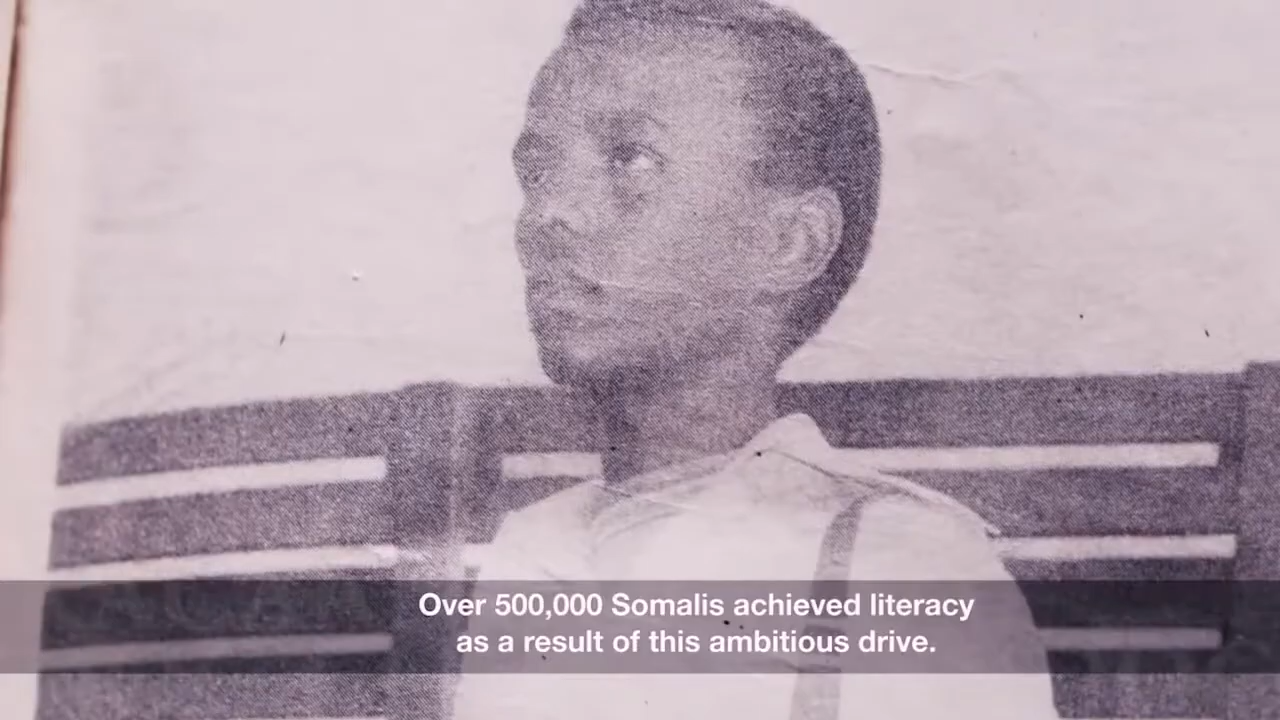 Over 500,000 Somalis achieved literacy
as a result of this ambitious drive.